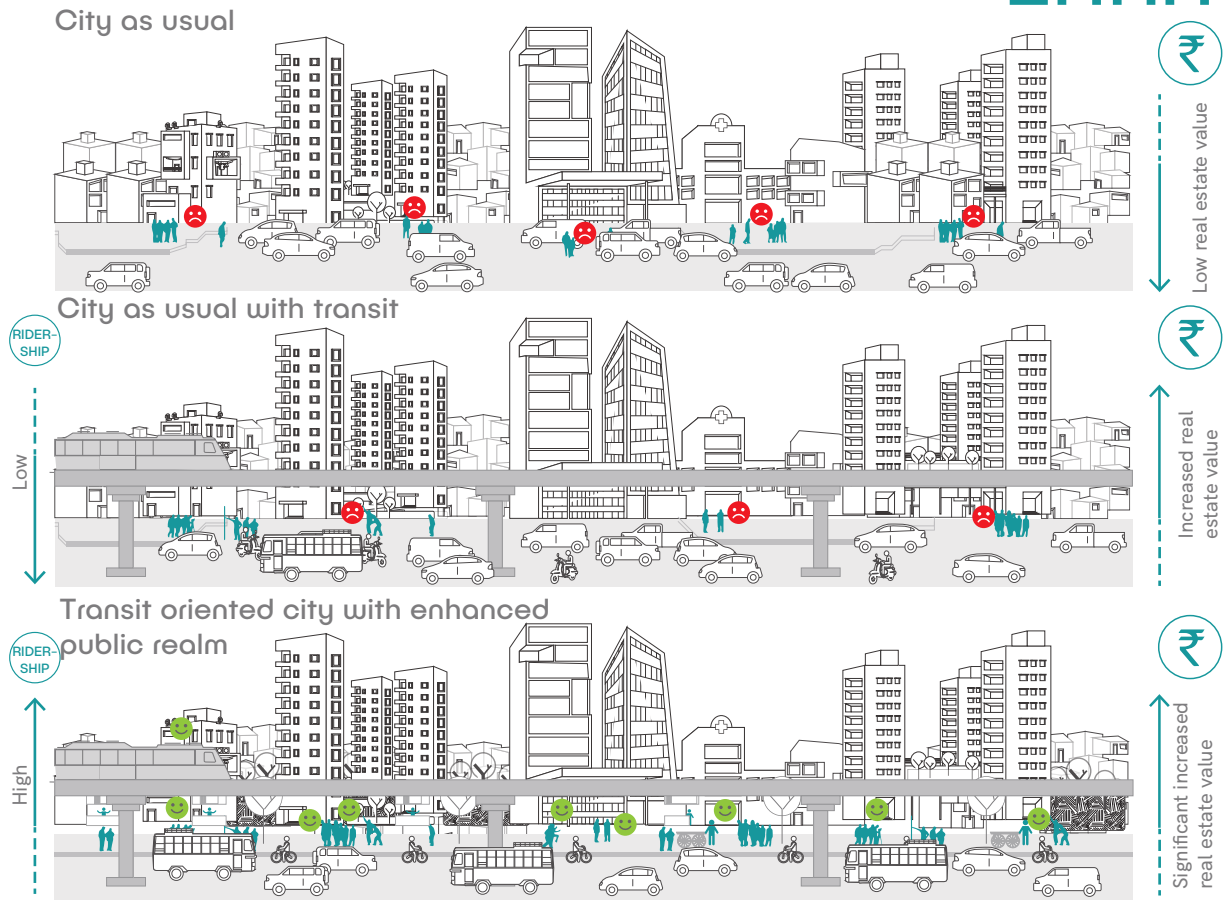 City as usual
₹
Low real estate value
City as usual with transit
RIDER-
SHIP
Low
₹
Increased real
estate value
Transit oriented city with enhanced
public realm
RIDER-
SHIP
High
₹
Significant increased
real estate value